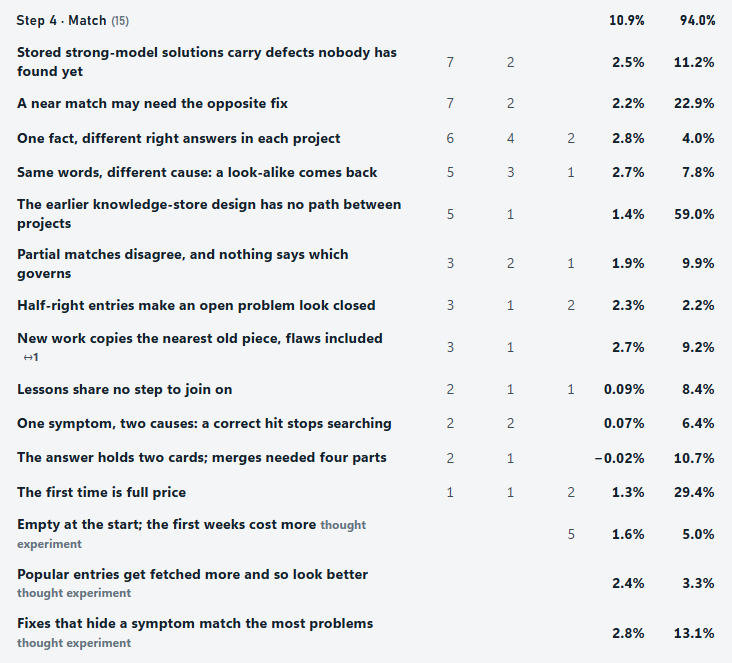 Step 4 · Match (15) 10.9% 94.0%
Stored strong-model solutions carry defects nobody has
found yet
7 2 2.5% 11.2%
A near match may need the opposite fix 7 2 2.2% 22.9%
One fact, different right answers in each project 6 4 2 2.8% 4.0%
Same words, different cause: a look-alike comes back 5 3 1 2.7% 7.8%
The earlier knowledge-store design has no path between
projects
5 1 1.4% 59.0%
Partial matches disagree, and nothing says which
governs
3 2 1 1.9% 9.9%
Half-right entries make an open problem look closed 3 1 2 2.3% 2.2%
New work copies the nearest old piece, flaws included
↔1
3 1 2.7% 9.2%
Lessons share no step to join on 2 1 1 0.09% 8.4%
One symptom, two causes: a correct hit stops searching 2 2 0.07% 6.4%
The answer holds two cards; merges needed four parts 2 1 −0.02% 10.7%
The first time is full price 1 1 2 1.3% 29.4%
Empty at the start; the first weeks cost more thought
experiment
5 1.6% 5.0%
Popular entries get fetched more and so look better
thought experiment
2.4% 3.3%
Fixes that hide a symptom match the most problems
thought experiment
2.8% 13.1%